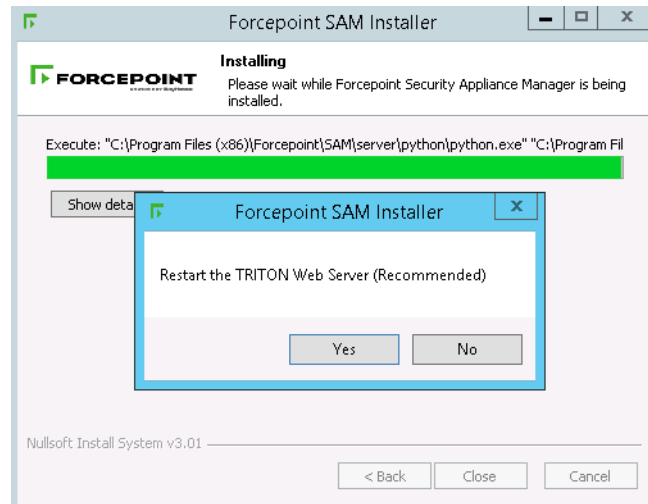 Forcepoint SAM Installer
FORCEPOINT
Installing
Please wait while Forcepoint Security Appliance Manager is being
installed.
Execute: "C:\Program Files (x86)\Forcepoint\SAM\server\python\python.exe" "C:\Program Fil
Show deta
Forcepoint SAM Installer
Restart the TRITON Web Server (Recommended)
Yes
No
Nullsoft Install System v3.01
< Back
Close
Cancel